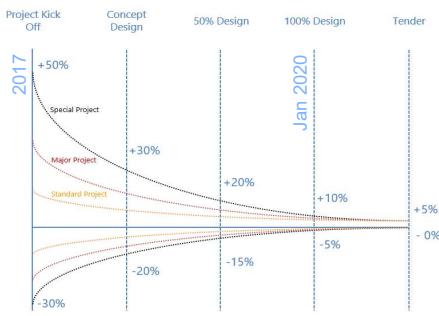 Project Kick
Off
Concept
Design
50% Design
100% Design
Tender
2017
Jan 2020
+50%
Special Project
+30%
Major Project
+20%
Standard Project
+10%
+5%
- 0%
-5%
-15%
-20%
-30%